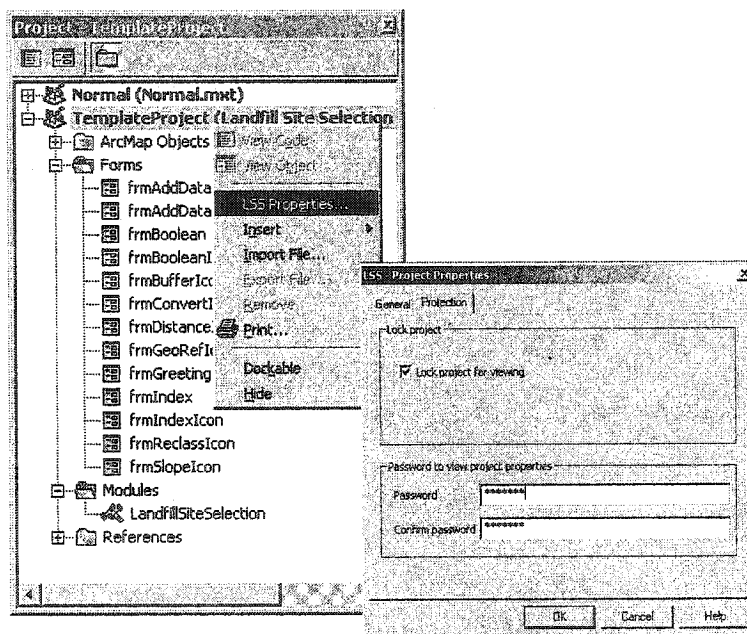 Project - TemplateProject
Normal (Normal.mxt)
TemplateProject (Landfill Site Selection
ArcMap Objects
Forms
frmAddData
frmAddData
frmBoolean
frmBooleanI
frmBufferIco
frmConvertI
frmDistance
frmGeoRefI
frmGreeting
frmIndex
frmIndexIcon
frmReclassIcon
frmSlopeIcon
Modules
LandfillSiteSelection
References
View Code
View Object
LSS Properties...
Insert
Import File...
Export File...
Remove
Print...
Dockable
Hide
LSS - Project Properties
General Protection
Lock project
Lock project for viewing
Password to view project properties
Password *******
Confirm password *******
OK Cancel Help